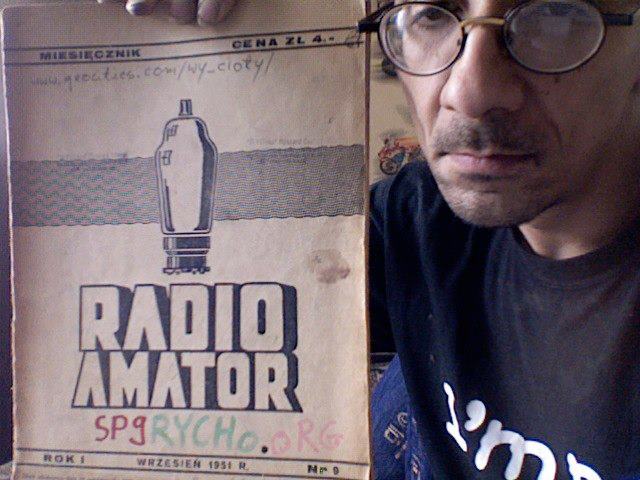 MIESIĘCZNIK CENA ZŁ 4.-
www.geocities.com/wy_cioty/
RADIO
AMATOR
SP9RYCHO.ORG
ROK I WRZESIEŃ 1951 R. Nr 9
I'm